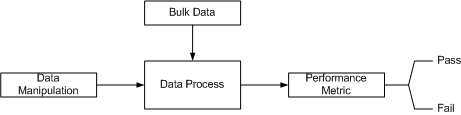 Bulk Data
Data
Manipulation
Data Process
Performance
Metric
Pass
Fail